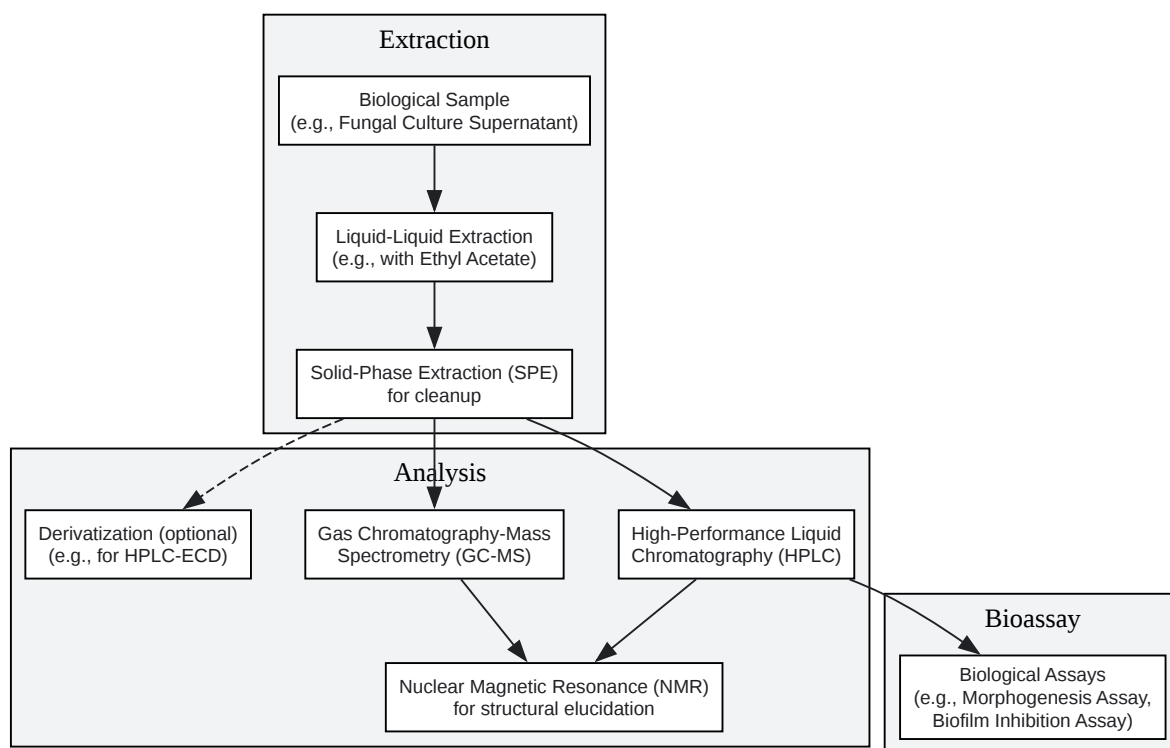 Extraction
Biological Sample
(e.g., Fungal Culture Supernatant)
Liquid-Liquid Extraction
(e.g., with Ethyl Acetate)
Solid-Phase Extraction (SPE)
for cleanup
Analysis
Derivatization (optional)
(e.g., for HPLC-ECD)
Gas Chromatography-Mass
Spectrometry (GC-MS)
High-Performance Liquid
Chromatography (HPLC)
Nuclear Magnetic Resonance (NMR)
for structural elucidation
Bioassay
Biological Assays
(e.g., Morphogenesis Assay,
Biofilm Inhibition Assay)